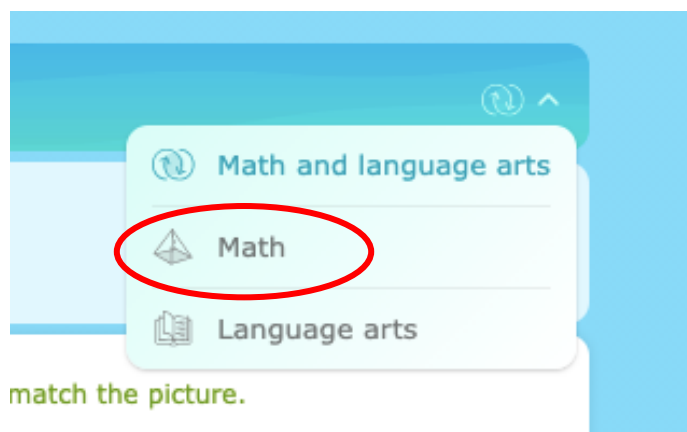 Math and language arts
Math
Language arts
match the picture.